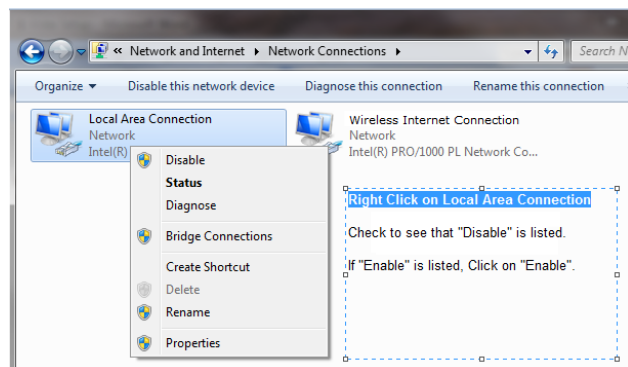 « Network and Internet ▸ Network Connections ▸
Search N
Organize ▼ Disable this network device Diagnose this connection Rename this connection
Local Area Connection
Network
Intel(R)
Wireless Internet Connection
Network
Intel(R) PRO/1000 PL Network Co...
Disable
Status
Diagnose
Bridge Connections
Create Shortcut
Delete
Rename
Properties
Right Click on Local Area Connection
Check to see that "Disable" is listed.
If "Enable" is listed, Click on "Enable".